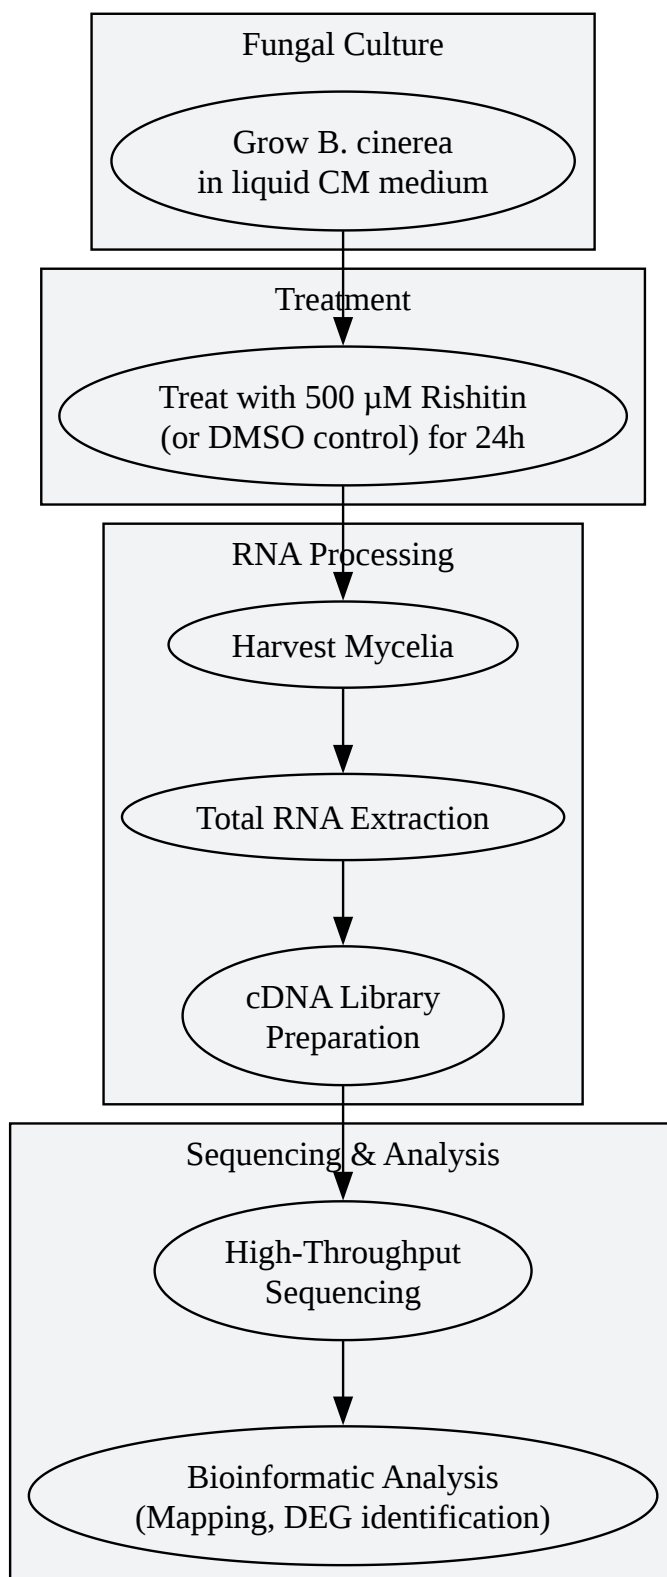 Fungal Culture
Grow B. cinerea
in liquid CM medium
Treatment
Treat with 500 µM Rishitin
(or DMSO control) for 24h
RNA Processing
Harvest Mycelia
Total RNA Extraction
cDNA Library
Preparation
Sequencing & Analysis
High-Throughput
Sequencing
Bioinformatic Analysis
(Mapping, DEG identification)